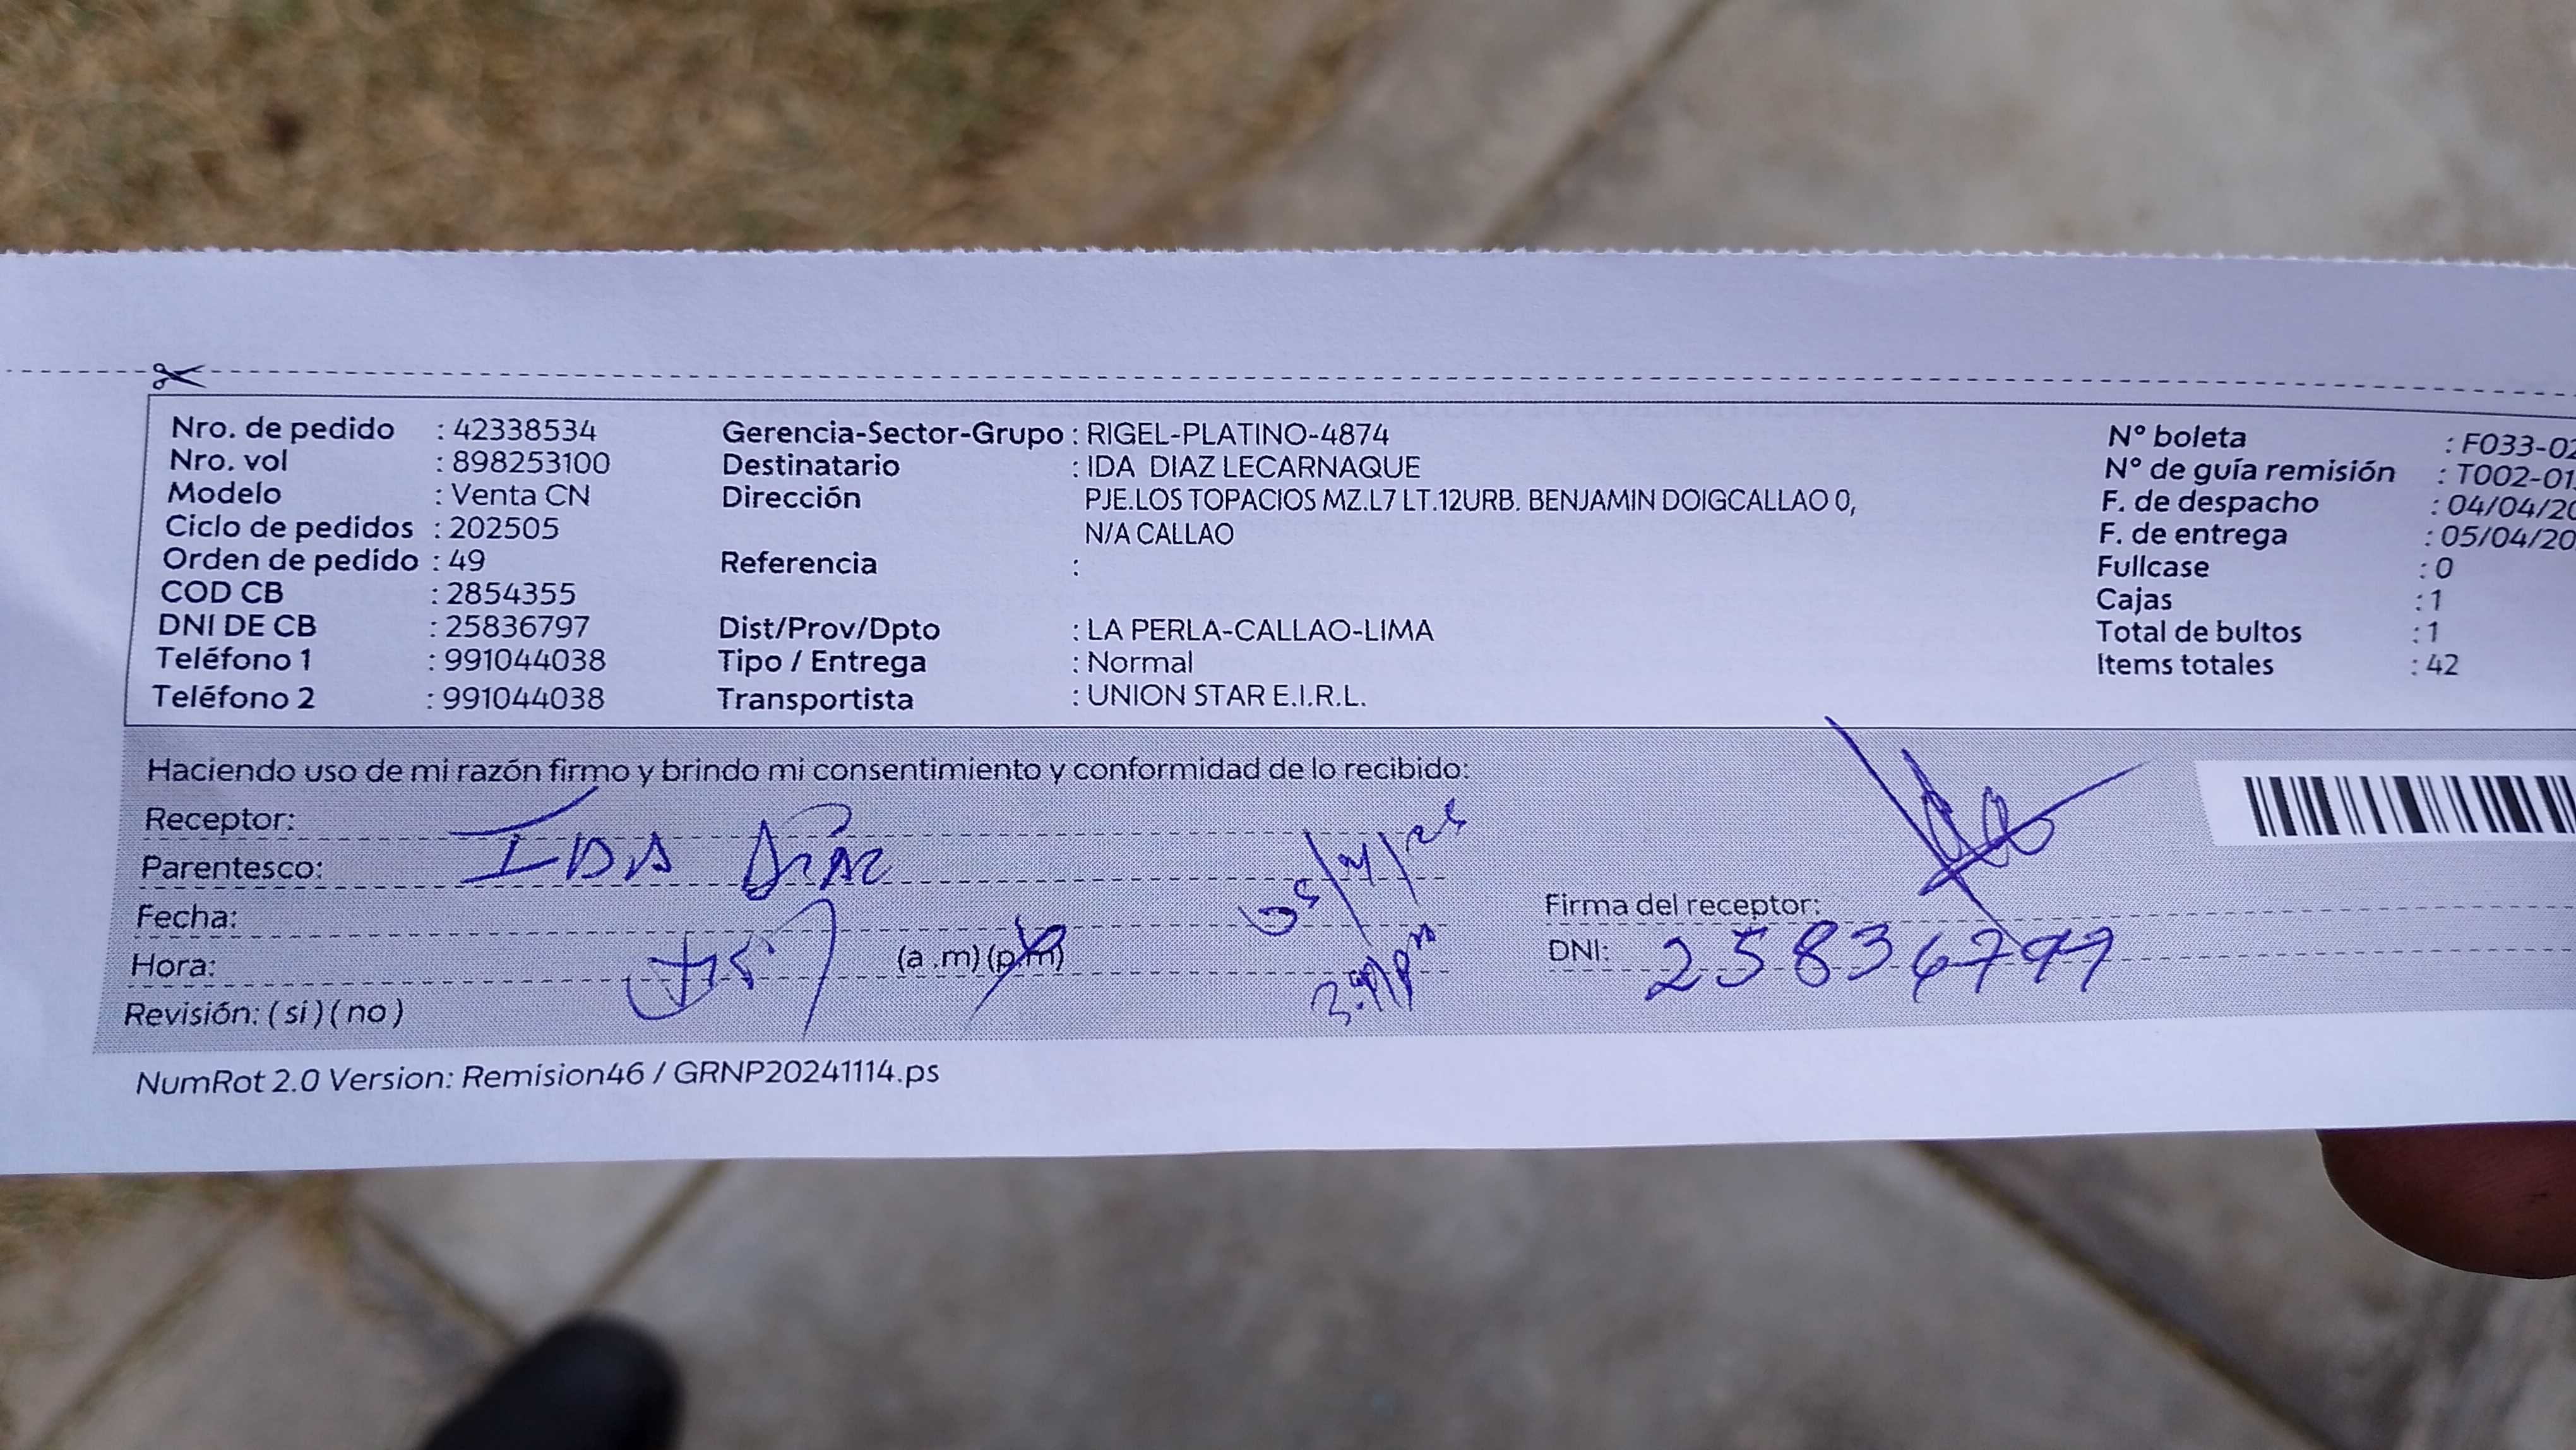 Nro. de pedido : 42338534
Nro. vol : 898253100
Modelo : Venta CN
Ciclo de pedidos : 202505
Orden de pedido : 49
COD CB : 2854355
DNI DE CB : 25836797
Teléfono 1 : 991044038
Teléfono 2 : 991044038
Gerencia-Sector-Grupo : RIGEL-PLATINO-4874
Destinatario : IDA DIAZ LECARNAQUE
Dirección PJE.LOS TOPACIOS MZ.L7 LT.12URB. BENJAMIN DOIGCALLAO 0,
N/A CALLAO
Referencia :
Dist/Prov/Dpto : LA PERLA-CALLAO-LIMA
Tipo / Entrega : Normal
Transportista : UNION STAR E.I.R.L.
N° boleta : F033-02
N° de guía remisión : T002-01
F. de despacho : 04/04/20
F. de entrega : 05/04/20
Fullcase : 0
Cajas : 1
Total de bultos : 1
Items totales : 42
Haciendo uso de mi razón firmo y brindo mi consentimiento y conformidad de lo recibido:
Receptor:
Parentesco: IDA DIAZ
Fecha:
Hora: (a .m) (p.m)
Revisión: ( si ) ( no )
05/4/25
Firma del receptor:
DNI: 25836797
NumRot 2.0 Version: Remision46 / GRNP20241114.ps